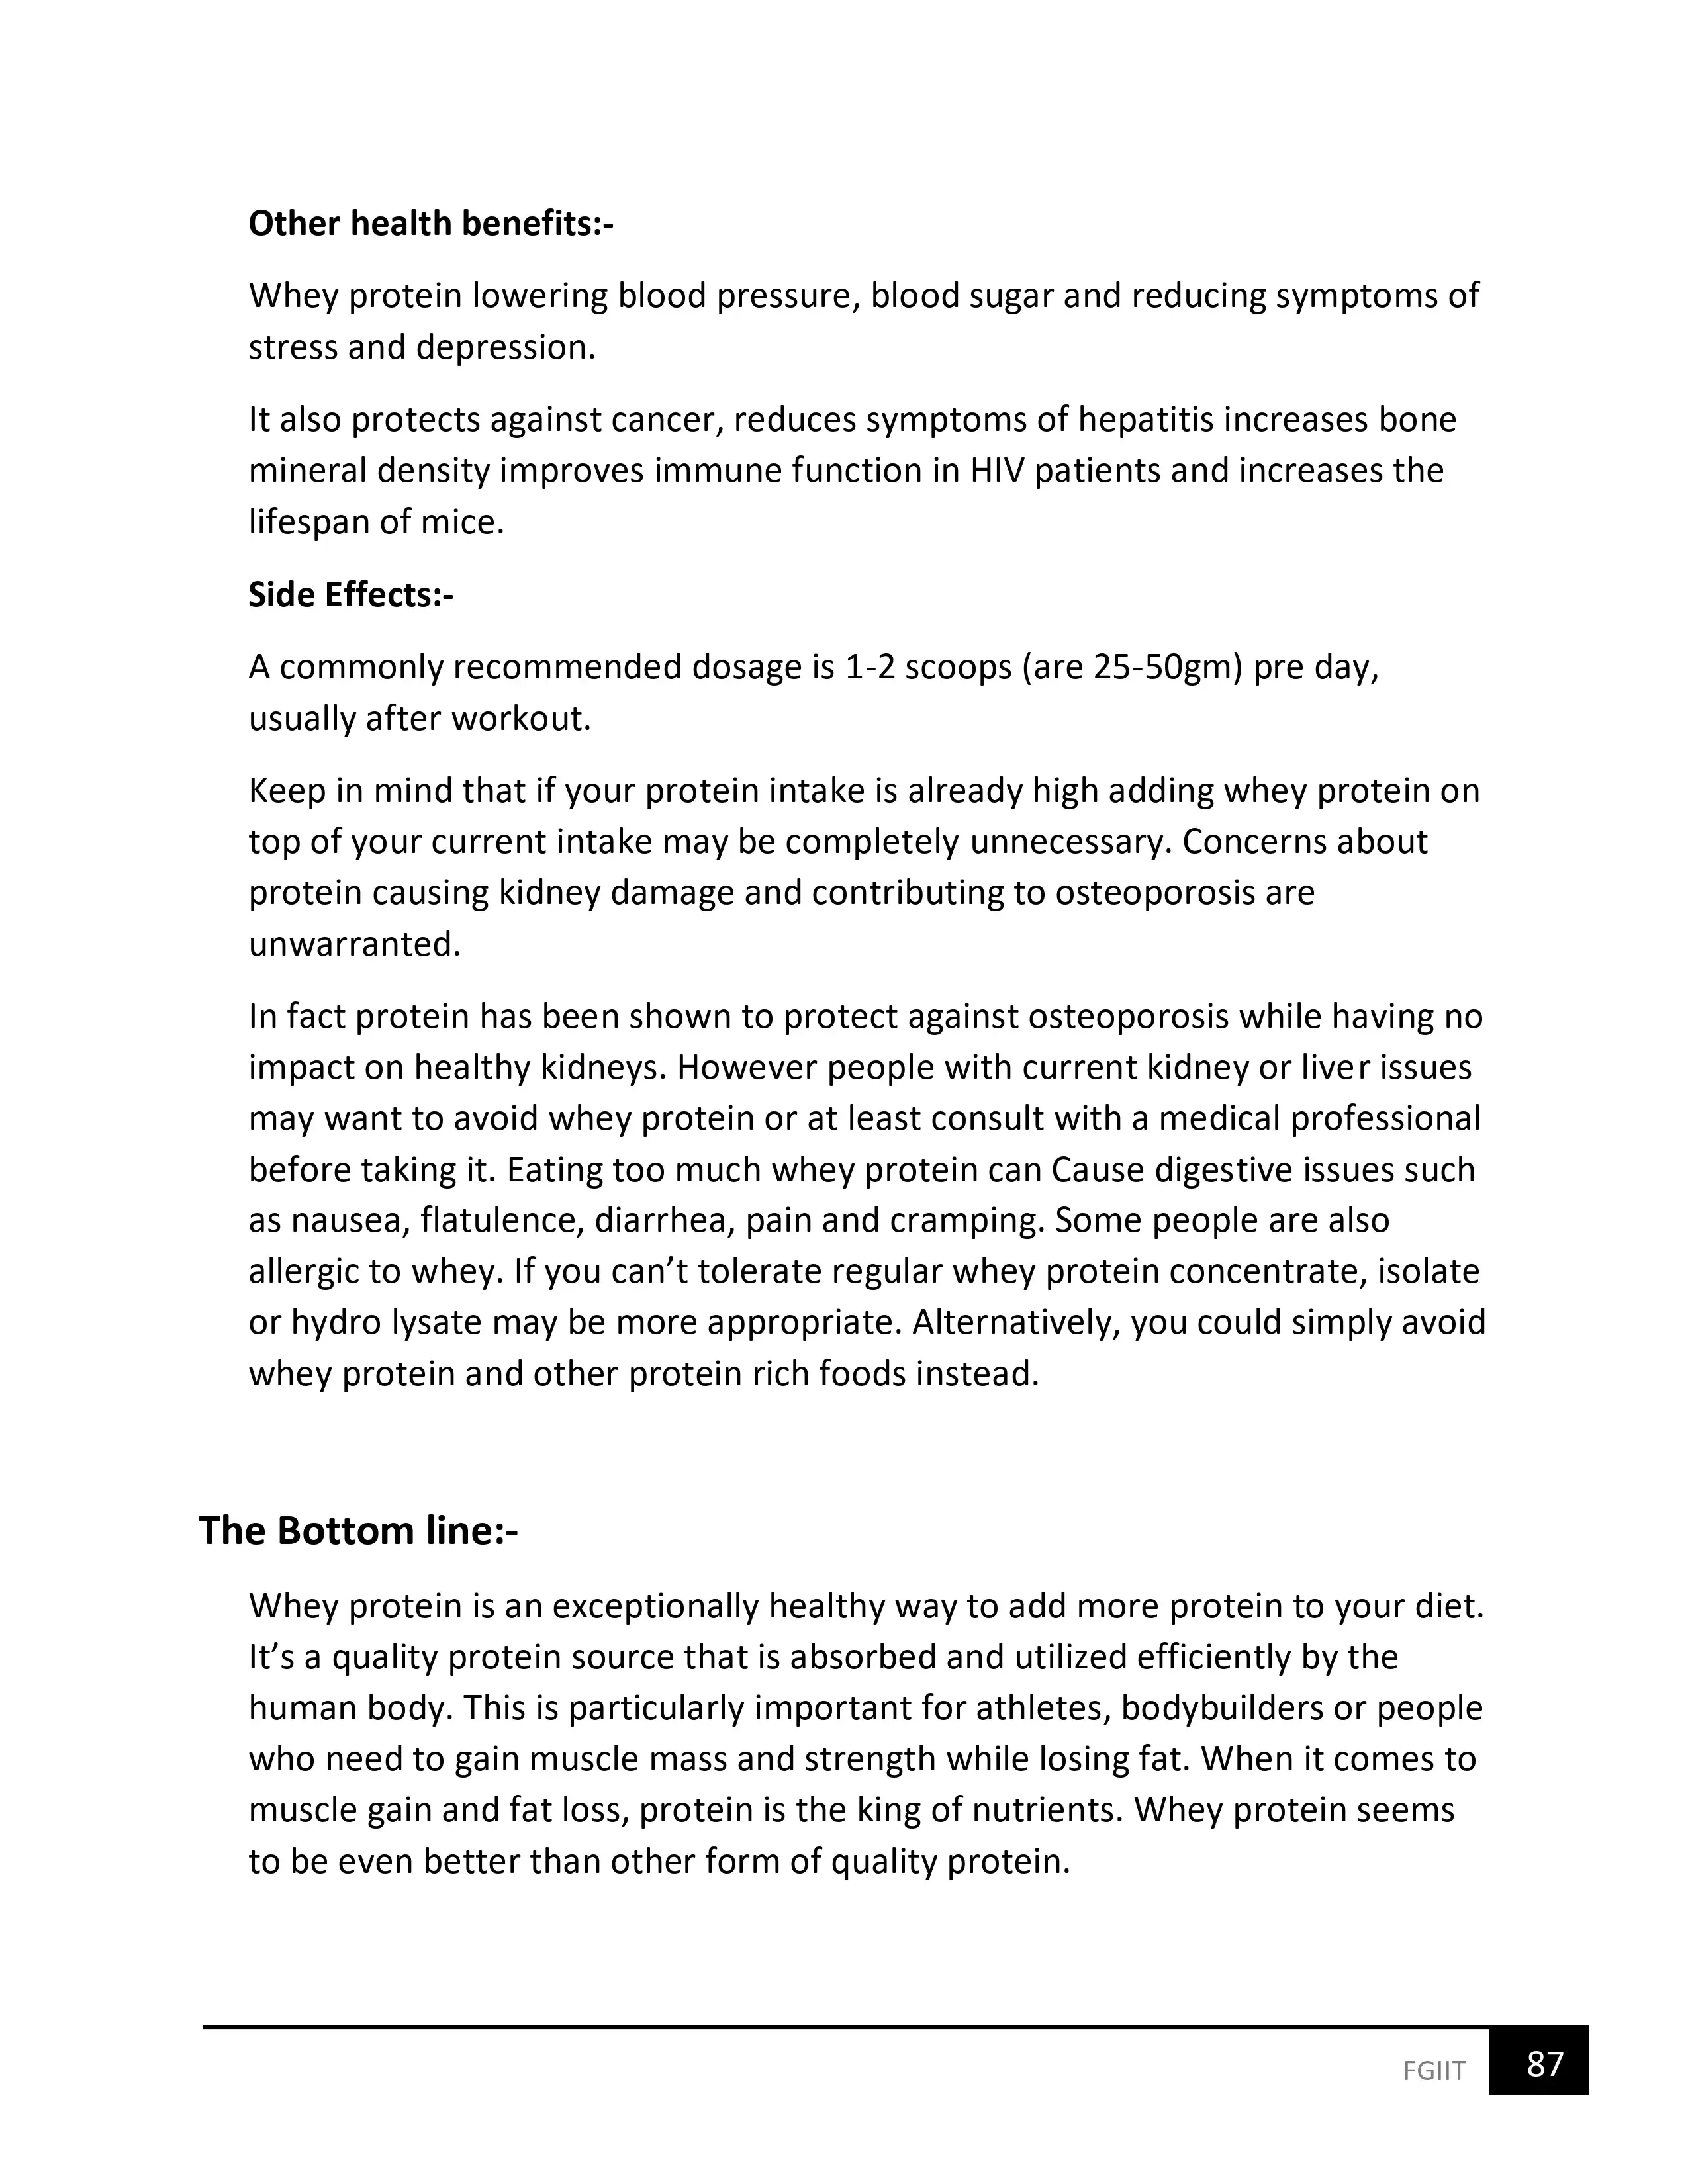 Other health benefits:-
Whey protein lowering blood pressure, blood sugar and reducing symptoms of
stress and depression.
It also protects against cancer, reduces symptoms of hepatitis increases bone
mineral density improves immune function in HIV patients and increases the
lifespan of mice.
Side Effects:-
A commonly recommended dosage is 1-2 scoops (are 25-50gm) pre day,
usually after workout.
Keep in mind that if your protein intake is already high adding whey protein on
top of your current intake may be completely unnecessary. Concerns about
protein causing kidney damage and contributing to osteoporosis are
unwarranted.
In fact protein has been shown to protect against osteoporosis while having no
impact on healthy kidneys. However people with current kidney or liver issues
may want to avoid whey protein or at least consult with a medical professional
before taking it. Eating too much whey protein can Cause digestive issues such
as nausea, flatulence, diarrhea, pain and cramping. Some people are also
allergic to whey. If you can’t tolerate regular whey protein concentrate, isolate
or hydro lysate may be more appropriate. Alternatively, you could simply avoid
whey protein and other protein rich foods instead.
The Bottom line:-
Whey protein is an exceptionally healthy way to add more protein to your diet.
It’s a quality protein source that is absorbed and utilized efficiently by the
human body. This is particularly important for athletes, bodybuilders or people
who need to gain muscle mass and strength while losing fat. When it comes to
muscle gain and fat loss, protein is the king of nutrients. Whey protein seems
to be even better than other form of quality protein.
FGIIT 87